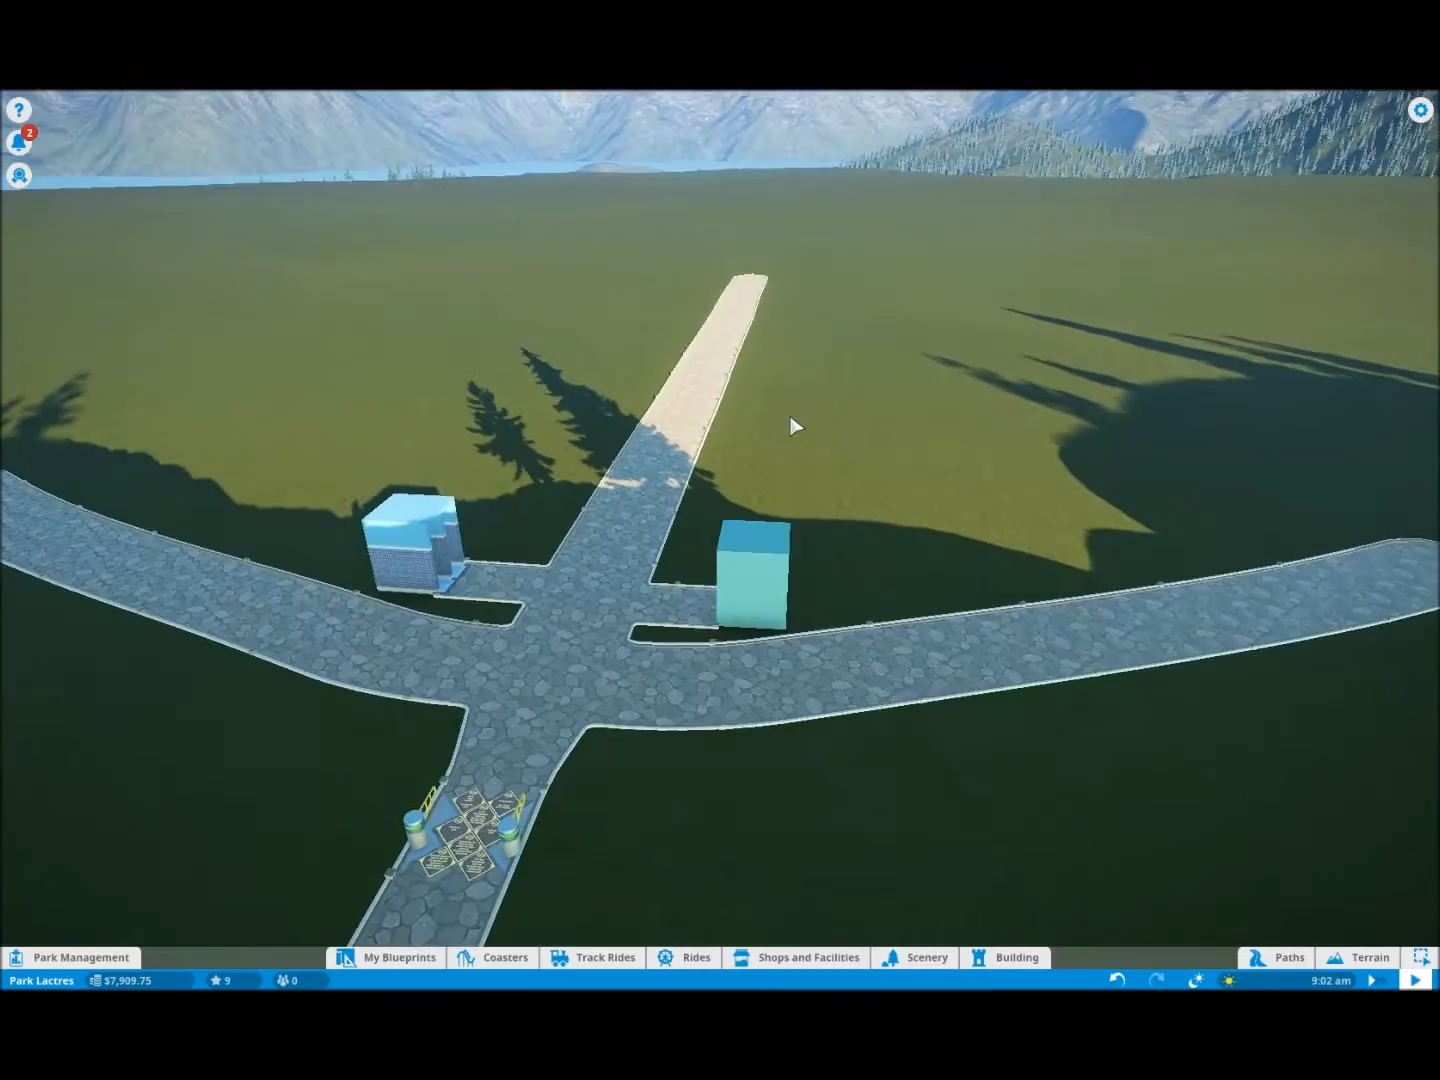 ?
2
Park Management
My Blueprints
Coasters
Track Rides
Rides
Shops and Facilities
Scenery
Building
Paths
Terrain
Park Lactres
$7,909.75
9
0
9:02 am